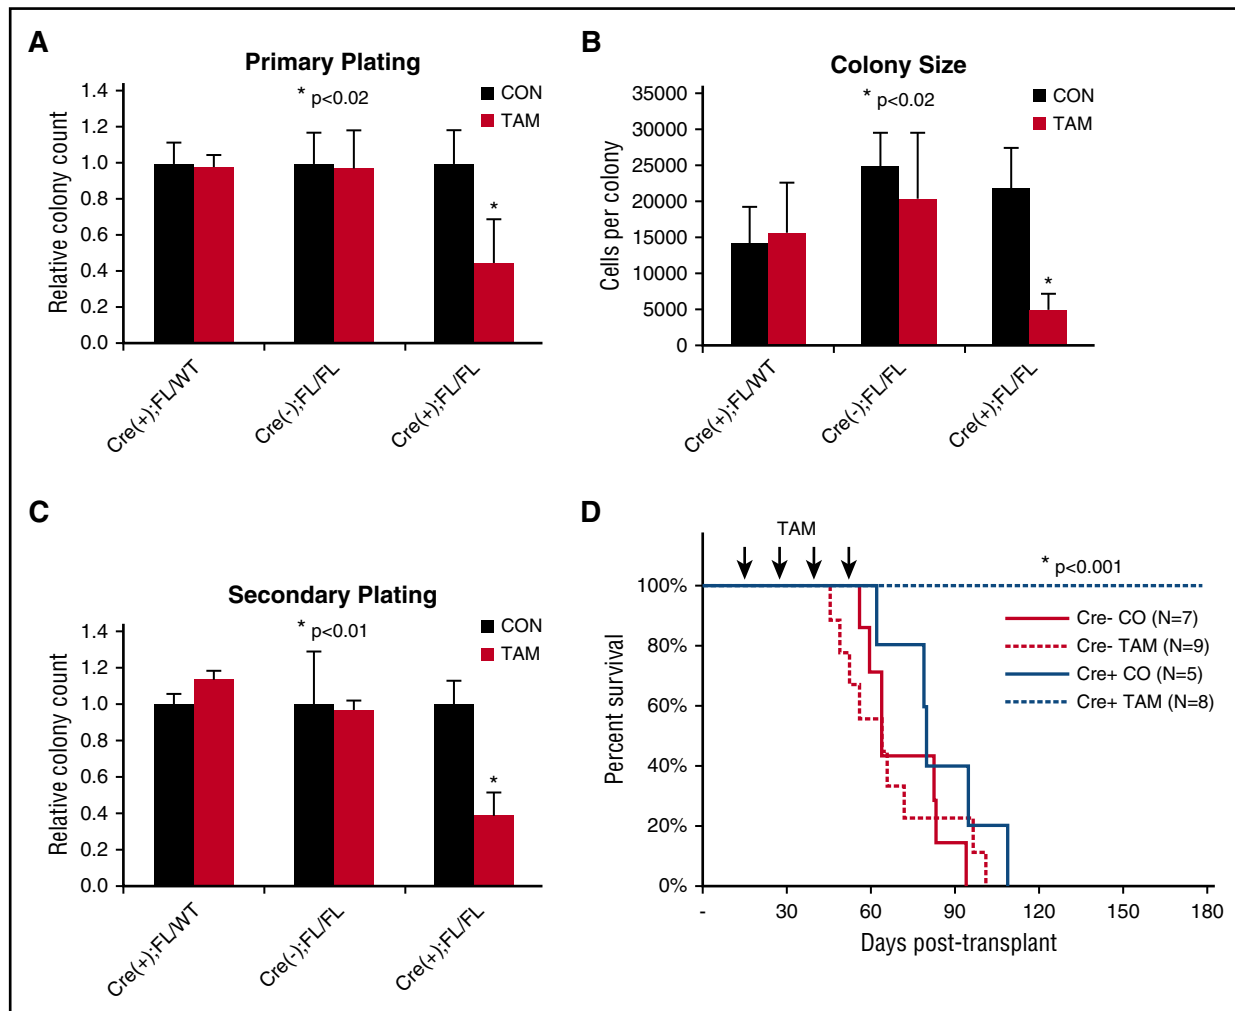 A
Primary Plating
* p<0.02
CON
TAM
Relative colony count
1.4
1.2
1.0
0.8
0.6
0.4
0.2
0.0
*
Cre(+);FL/WT
Cre(-);FL/FL
Cre(+);FL/FL
B
Colony Size
* p<0.02
CON
TAM
Cells per colony
35000
30000
25000
20000
15000
10000
5000
0
*
Cre(+);FL/WT
Cre(-);FL/FL
Cre(+);FL/FL
C
Secondary Plating
* p<0.01
CON
TAM
Relative colony count
1.4
1.2
1.0
0.8
0.6
0.4
0.2
0.0
*
Cre(+);FL/WT
Cre(-);FL/FL
Cre(+);FL/FL
D
TAM
* p<0.001
Percent survival
100%
80%
60%
40%
20%
0%
Cre- CO (N=7)
Cre- TAM (N=9)
Cre+ CO (N=5)
Cre+ TAM (N=8)
- 30 60 90 120 150 180
Days post-transplant